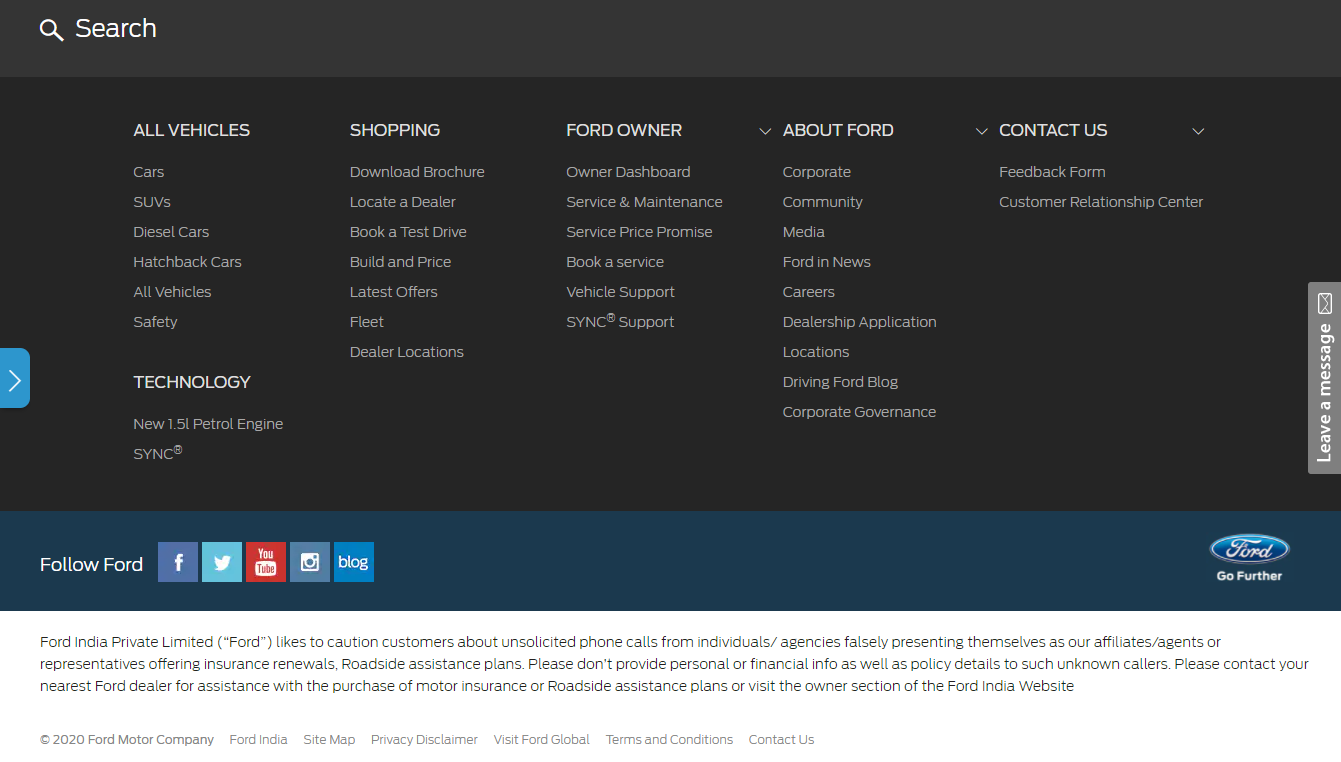 Search
ALL VEHICLES
Cars
SUVs
Diesel Cars
Hatchback Cars
All Vehicles
Safety
TECHNOLOGY
New 1.5l Petrol Engine
SYNC®
SHOPPING
Download Brochure
Locate a Dealer
Book a Test Drive
Build and Price
Latest Offers
Fleet
Dealer Locations
FORD OWNER
Owner Dashboard
Service & Maintenance
Service Price Promise
Book a service
Vehicle Support
SYNC® Support
ABOUT FORD
Corporate
Community
Media
Ford in News
Careers
Dealership Application
Locations
Driving Ford Blog
Corporate Governance
CONTACT US
Feedback Form
Customer Relationship Center
Leave a message
Follow Ford
f
You
Tube
blog
Ford
Go Further
Ford India Private Limited (“Ford”) likes to caution customers about unsolicited phone calls from individuals/ agencies falsely presenting themselves as our affiliates/agents or
representatives offering insurance renewals, Roadside assistance plans. Please don’t provide personal or financial info as well as policy details to such unknown callers. Please contact your
nearest Ford dealer for assistance with the purchase of motor insurance or Roadside assistance plans or visit the owner section of the Ford India Website
© 2020 Ford Motor Company Ford India Site Map Privacy Disclaimer Visit Ford Global Terms and Conditions Contact Us